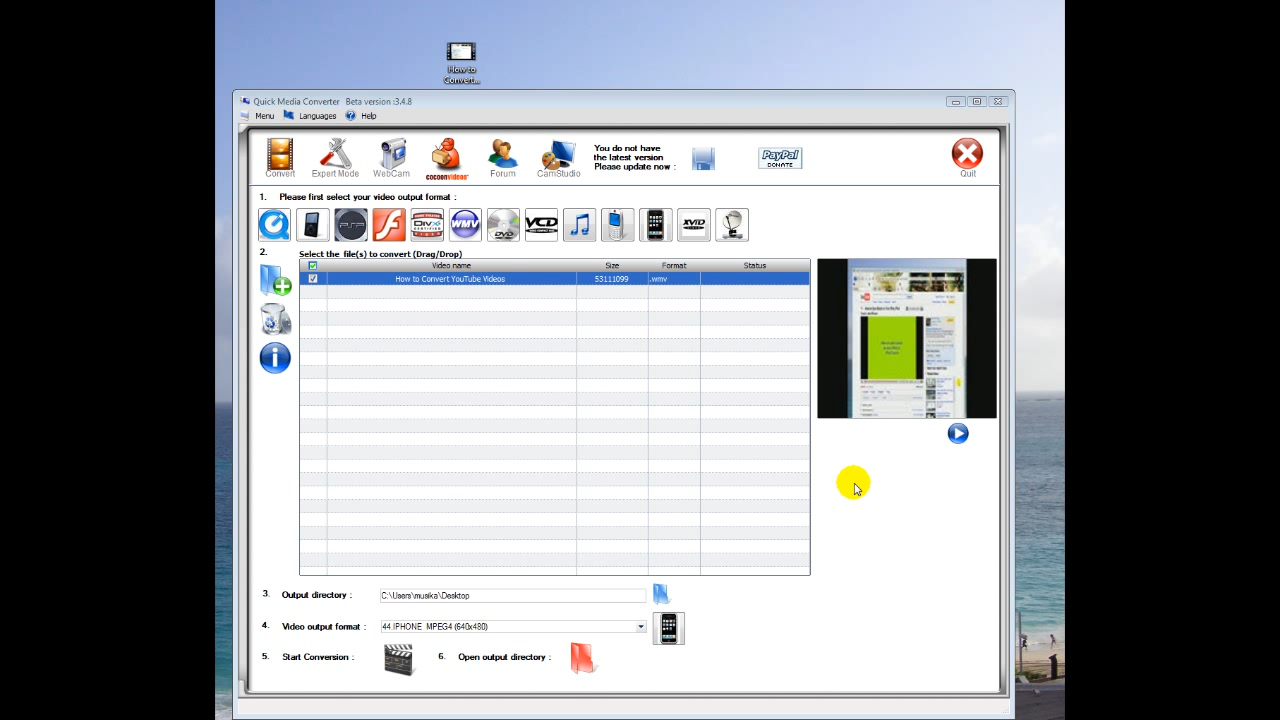 How to
Convert...
Quick Media Converter Beta version :3.4.8
Menu Languages Help
Convert Expert Mode WebCam cocoonvideos Forum CamStudio
You do not have
the latest version
Please update now :
PayPal
DONATE
Quit
1. Please first select your video output format :
PSP
DIVX
WMV
DVD
VCD
XVID
2. Select the file(s) to convert (Drag/Drop)
Video name Size Format Status
How to Convert YouTube Videos 53111099 .wmv
3. Output directory : C:\Users\musika\Desktop
4. Video output format : 44.IPHONE MPEG4 (640x480)
5. Start Conversion : 6. Open output directory :